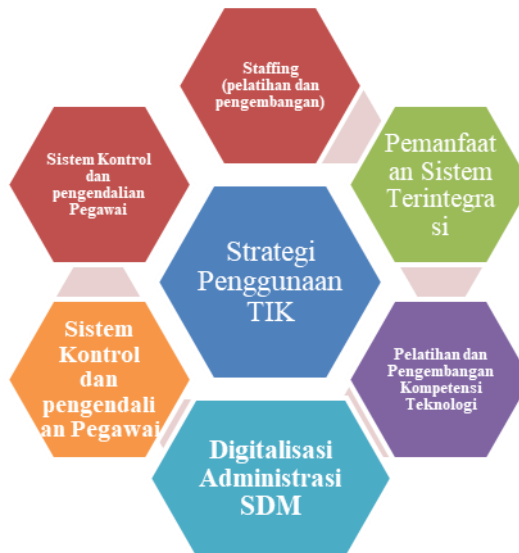 Staffing
(pelatihan dan
pengembangan)
Sistem Kontrol
dan
pengendalian
Pegawai
Pemanfaat
an Sistem
Terintegra
si
Strategi
Penggunaan
TIK
Sistem
Kontrol
dan
pengendali
an Pegawai
Pelatihan dan
Pengembangan
Kompetensi
Teknologi
Digitalisasi
Administrasi
SDM